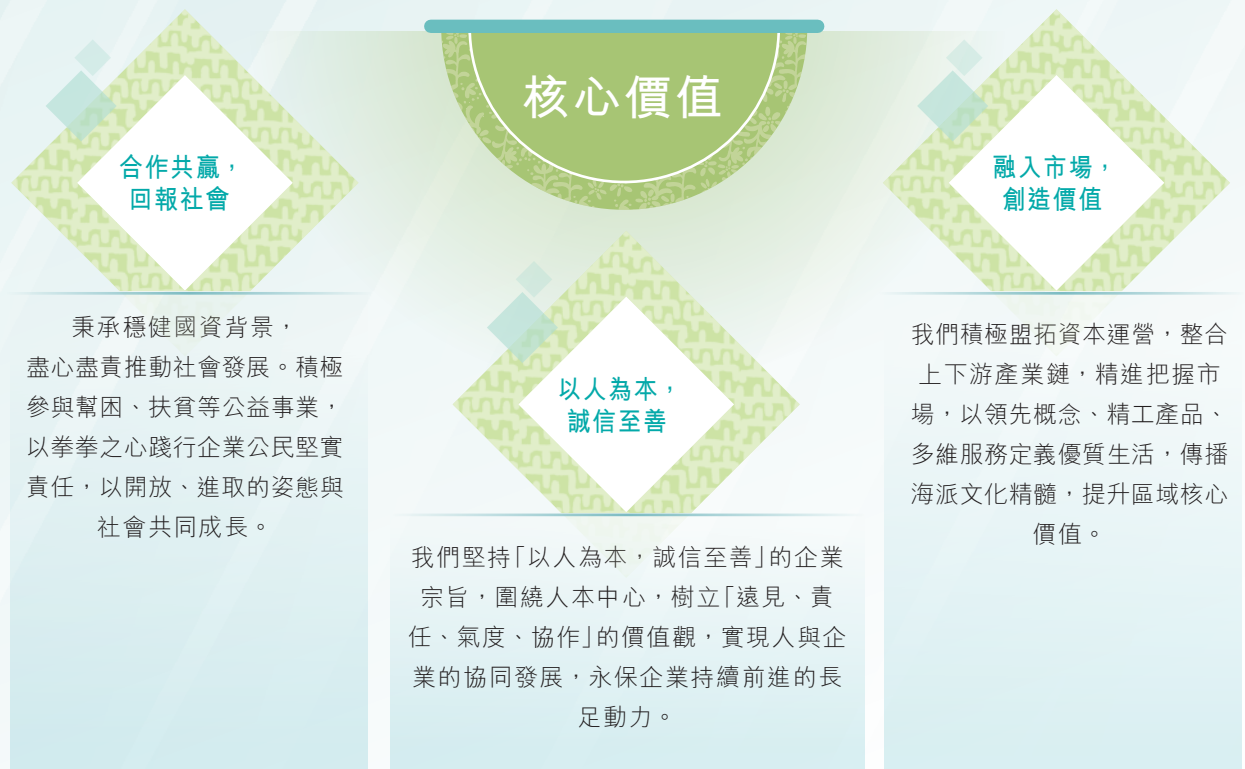 核心價值
合作共贏，
回報社會
秉承穩健國資背景，
盡心盡責推動社會發展。積極
參與幫困、扶貧等公益事業，
以拳拳之心踐行企業公民堅實
責任，以開放、進取的姿態與
社會共同成長。
以人為本，
誠信至善
我們堅持「以人為本，誠信至善」的企業
宗旨，圍繞人本中心，樹立「遠見、責
任、氣度、協作」的價值觀，實現人與企
業的協同發展，永保企業持續前進的長
足動力。
融入市場，
創造價值
我們積極盟拓資本運營，整合
上下游產業鏈，精進把握市
場，以領先概念、精工產品、
多維服務定義優質生活，傳播
海派文化精髓，提升區域核心
價值。